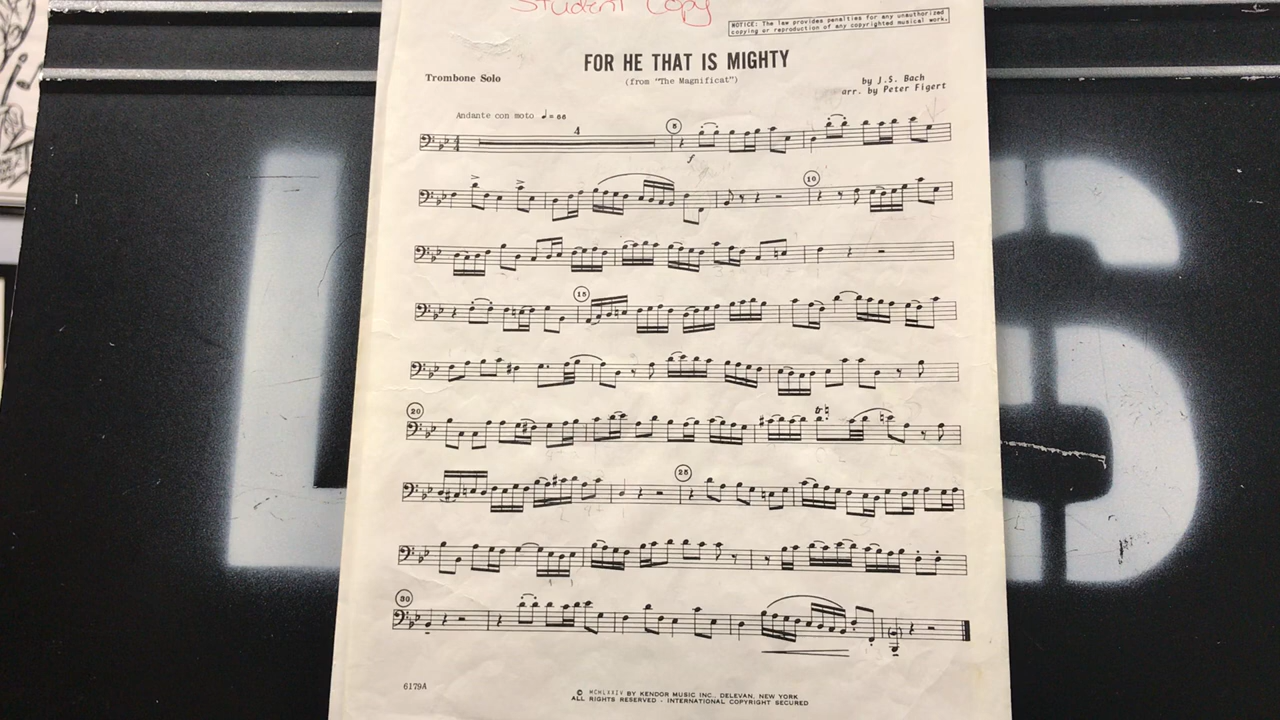 Student Copy
NOTICE: The law provides penalties for any unauthorized
copying or reproduction of any copyrighted musical work.
FOR HE THAT IS MIGHTY
(from "The Magnificat")
Trombone Solo
by J.S. Bach
arr. by Peter Figert
Andante con moto ♩= 66
4
5
f
10
15
20
tr
25
30
6179A
© MCMLXXIV BY KENDOR MUSIC INC., DELEVAN, NEW YORK
ALL RIGHTS RESERVED - INTERNATIONAL COPYRIGHT SECURED